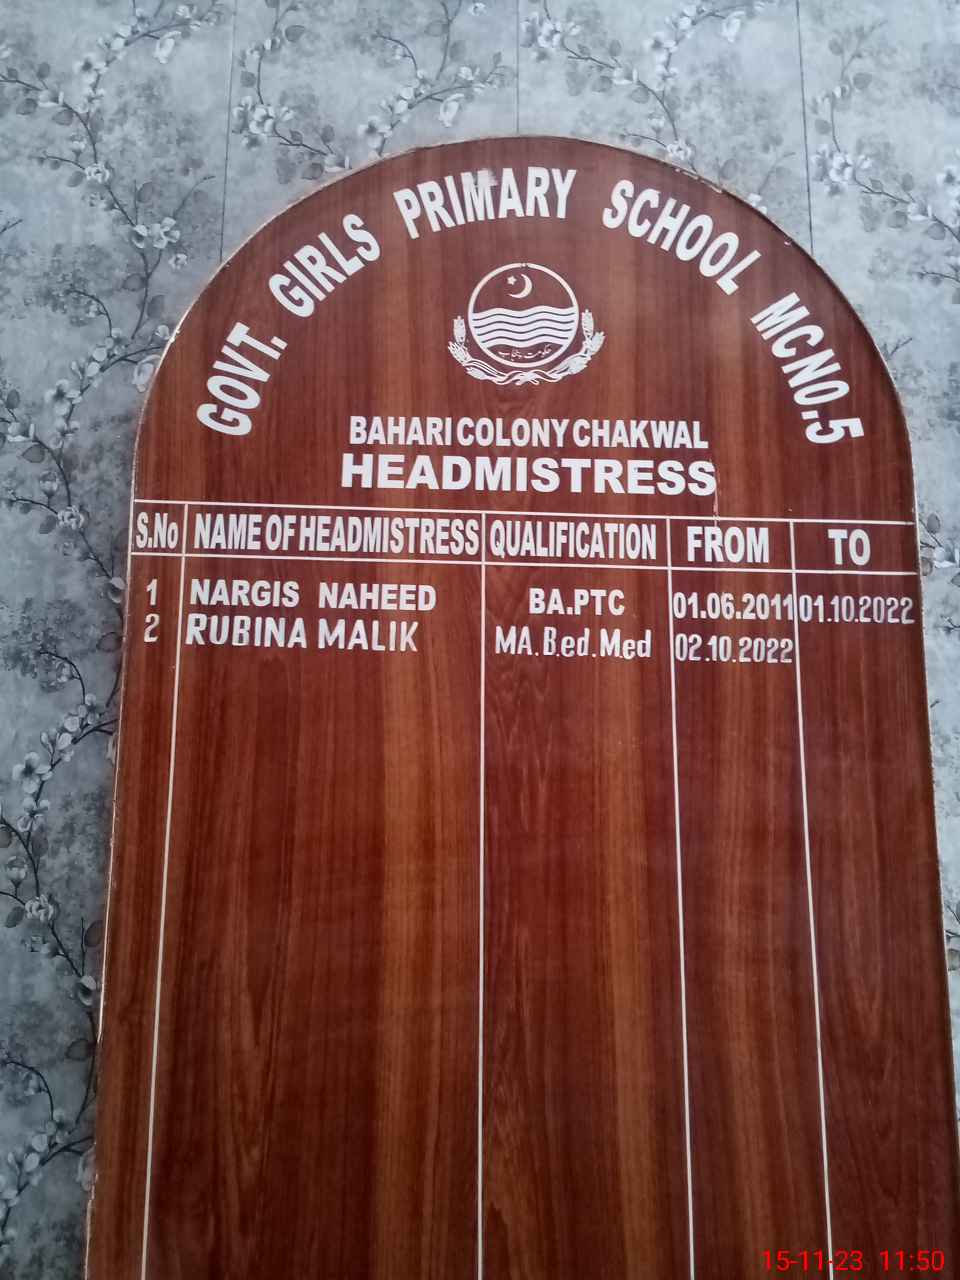 GOVT. GIRLS PRIMARY SCHOOL MCNO.5
حکومت پنجاب
BAHARI COLONY CHAKWAL
HEADMISTRESS
S.No NAME OF HEADMISTRESS QUALIFICATION FROM TO
1 NARGIS NAHEED BA.PTC 01.06.2011 01.10.2022
2 RUBINA MALIK MA.B.ed.Med 02.10.2022
15-11-23 11:50